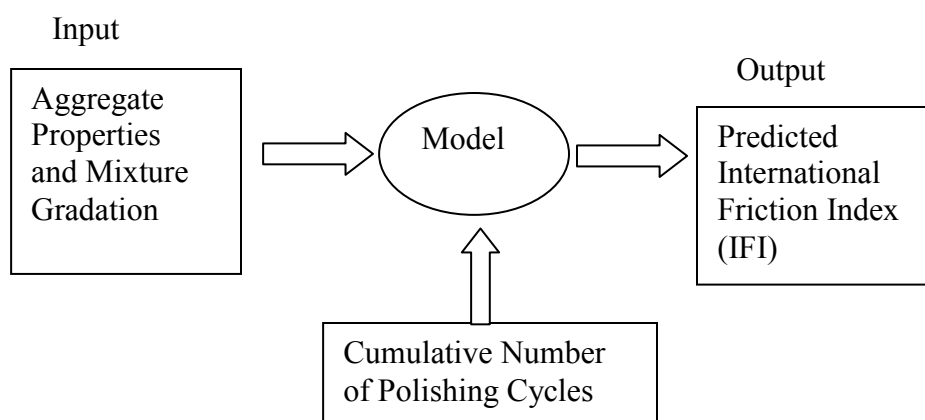 Input
Aggregate
Properties
and Mixture
Gradation
Model
Output
Predicted
International
Friction Index
(IFI)
Cumulative Number
of Polishing Cycles